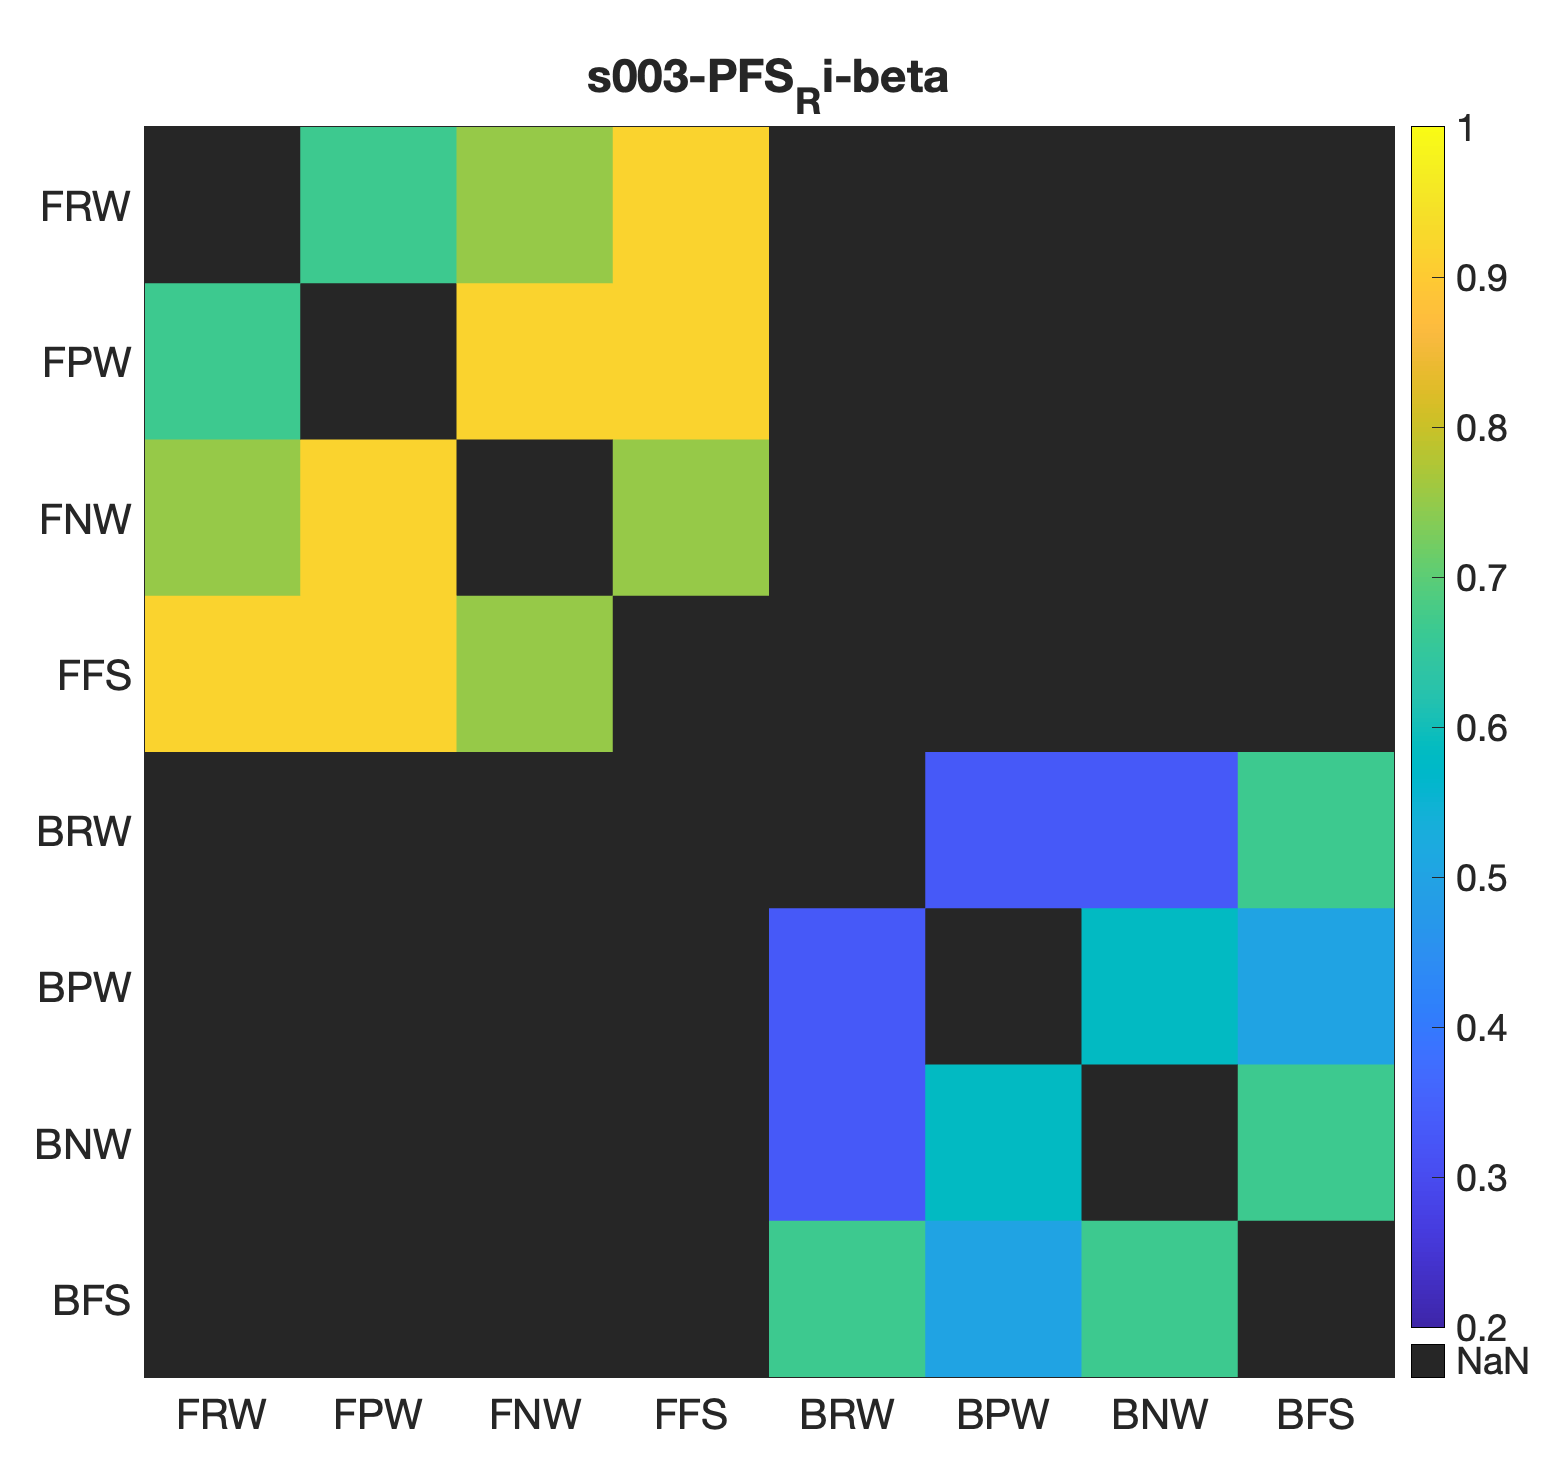 s003-PFS_Ri-beta
FRW
FPW
FNW
FFS
BRW
BPW
BNW
BFS
FRW FPW FNW FFS BRW BPW BNW BFS
1
0.9
0.8
0.7
0.6
0.5
0.4
0.3
0.2
NaN